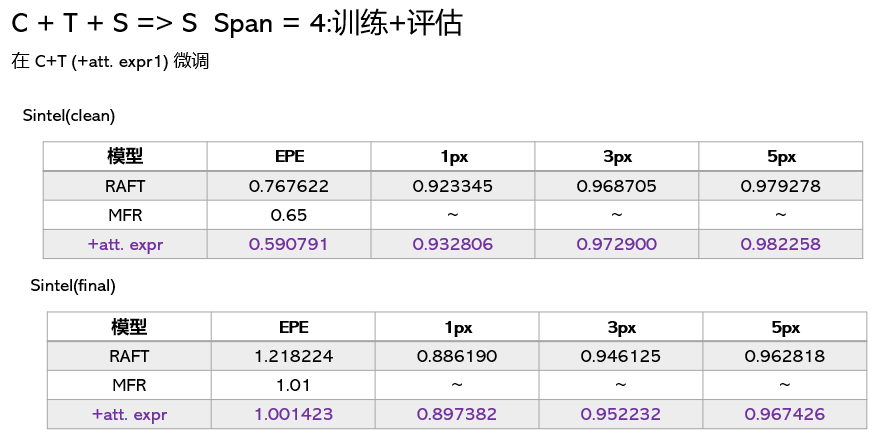 C + T + S => S Span = 4:训练+评估
在 C+T (+att. expr1) 微调
Sintel(clean)
模型 EPE 1px 3px 5px
RAFT 0.767622 0.923345 0.968705 0.979278
MFR 0.65 ~ ~ ~
+att. expr 0.590791 0.932806 0.972900 0.982258
Sintel(final)
模型 EPE 1px 3px 5px
RAFT 1.218224 0.886190 0.946125 0.962818
MFR 1.01 ~ ~ ~
+att. expr 1.001423 0.897382 0.952232 0.967426